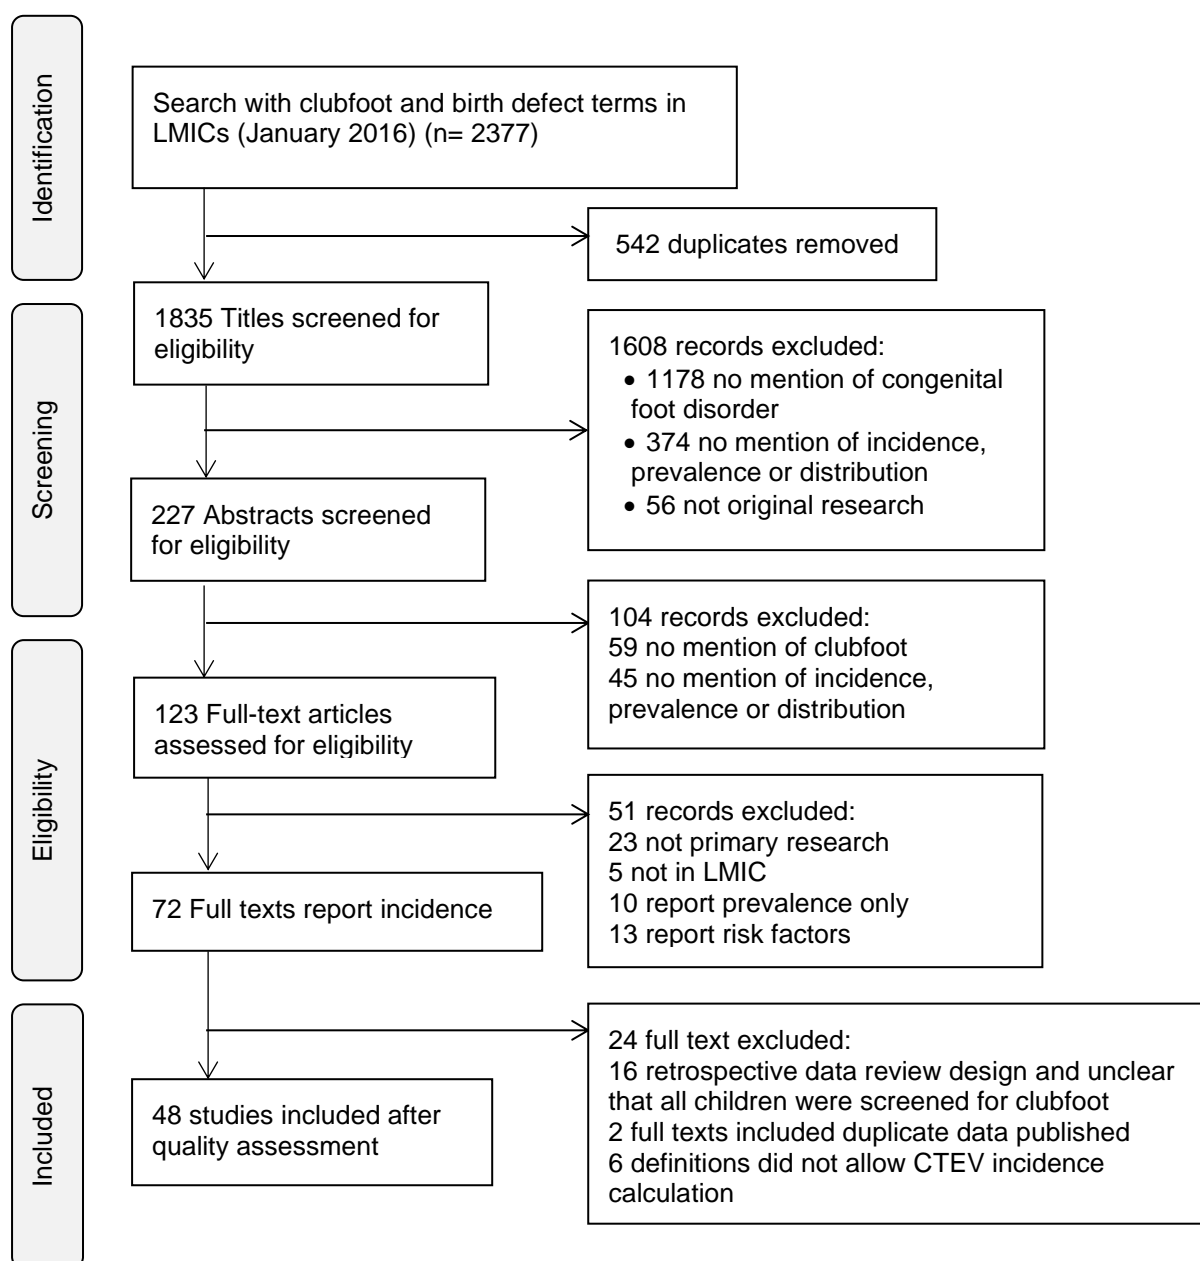 Identification
Search with clubfoot and birth defect terms in
LMICs (January 2016) (n= 2377)
542 duplicates removed
Screening
1835 Titles screened for
eligibility
1608 records excluded:
• 1178 no mention of congenital
foot disorder
• 374 no mention of incidence,
prevalence or distribution
• 56 not original research
227 Abstracts screened
for eligibility
104 records excluded:
59 no mention of clubfoot
45 no mention of incidence,
prevalence or distribution
Eligibility
123 Full-text articles
assessed for eligibility
51 records excluded:
23 not primary research
5 not in LMIC
10 report prevalence only
13 report risk factors
72 Full texts report incidence
Included
24 full text excluded:
16 retrospective data review design and unclear
that all children were screened for clubfoot
2 full texts included duplicate data published
6 definitions did not allow CTEV incidence
calculation
48 studies included after
quality assessment